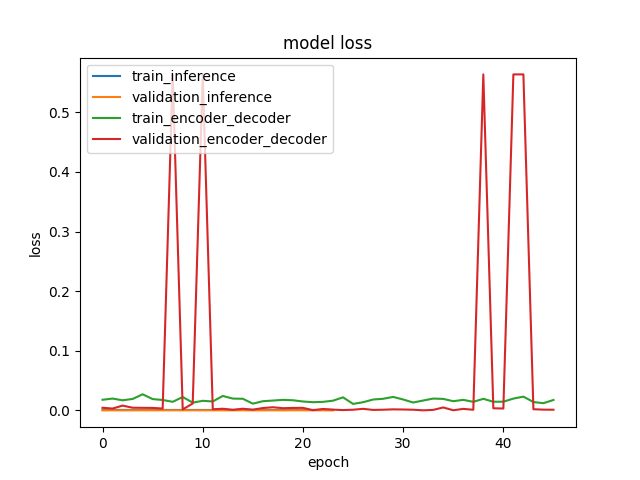 model loss
train_inference
validation_inference
train_encoder_decoder
validation_encoder_decoder
0.5
0.4
0.3
0.2
0.1
0.0
loss
0 10 20 30 40
epoch